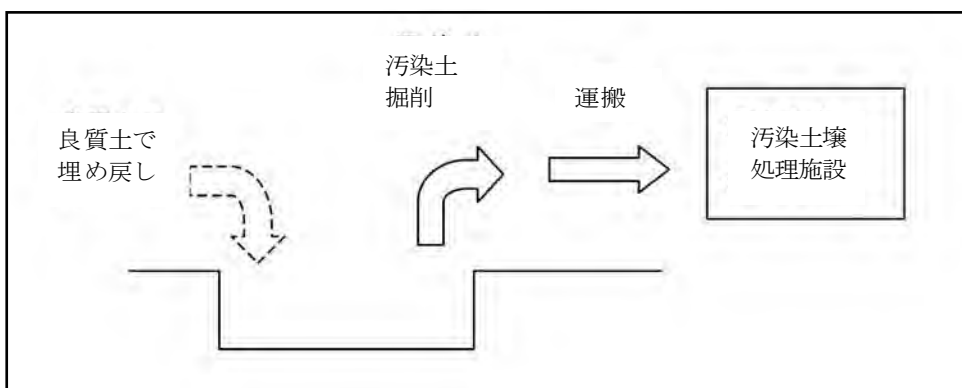 汚染土
掘削
運搬
良質土で
埋め戻し
汚染土壌
処理施設